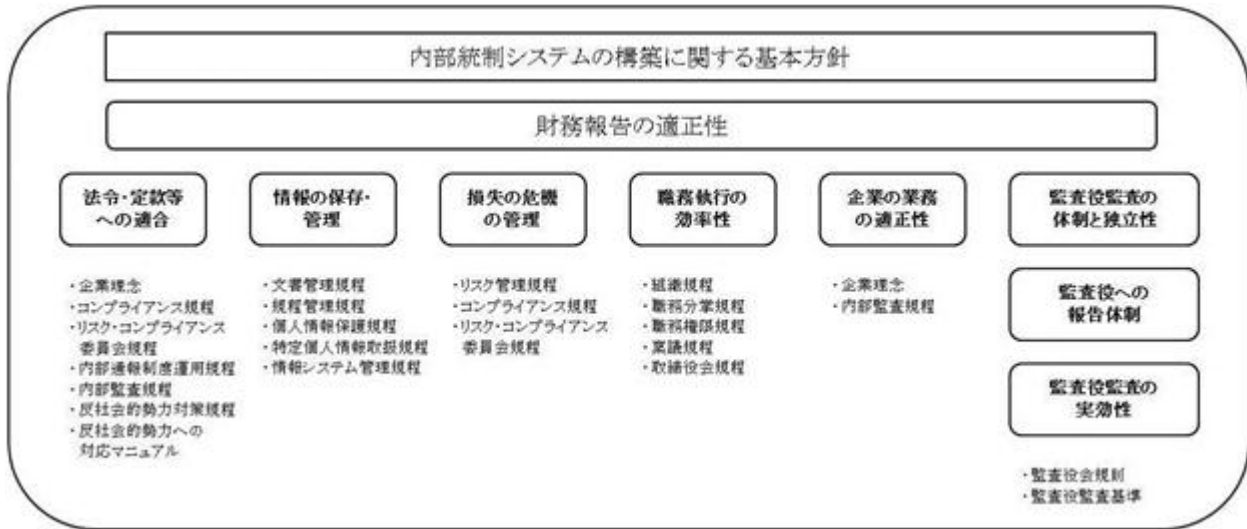 内部統制システムの構築に関する基本方針
財務報告の適正性
法令・定款等
への適合
・企業理念
・コンプライアンス規程
・リスク・コンプライアンス
委員会規程
・内部通報制度運用規程
・内部監査規程
・反社会的勢力対策規程
・反社会的勢力への
対応マニュアル
情報の保存・
管理
・文書管理規程
・規程管理規程
・個人情報保護規程
・特定個人情報取扱規程
・情報システム管理規程
損失の危機
の管理
・リスク管理規程
・コンプライアンス規程
・リスク・コンプライアンス
委員会規程
職務執行の
効率性
・組織規程
・職務分掌規程
・職務権限規程
・稟議規程
・取締役会規程
企業の業務
の適正性
・企業理念
・内部監査規程
監査役監査の
体制と独立性
監査役への
報告体制
監査役監査の
実効性
・監査役会規則
・監査役監査基準